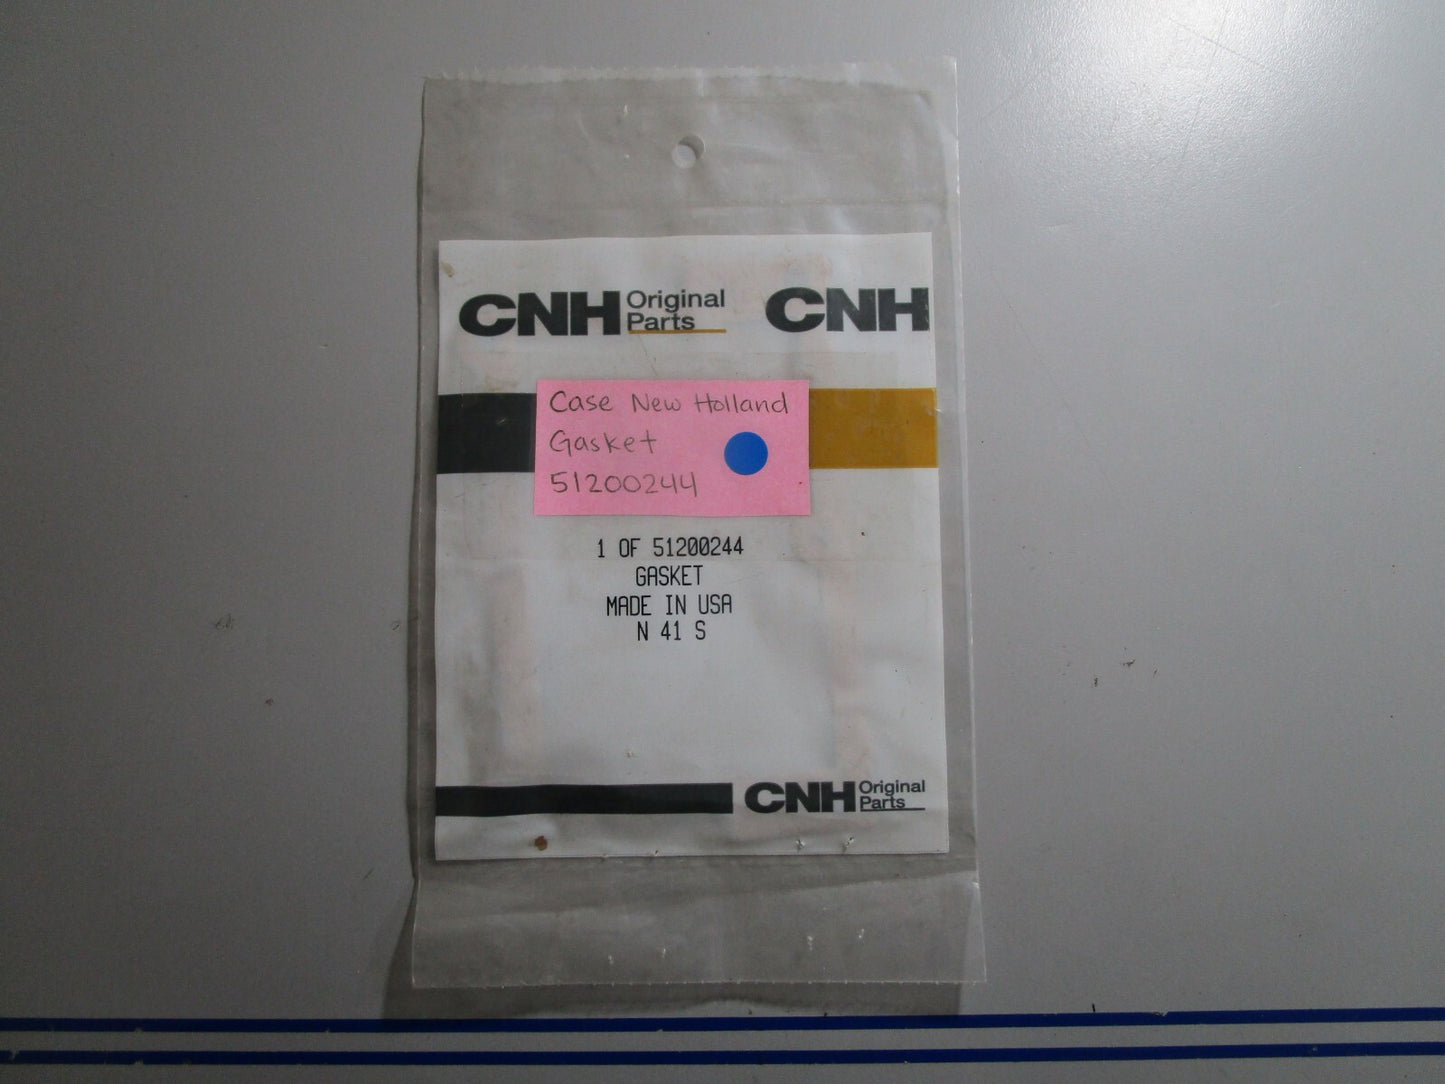 CNH Original Parts CNH
Case New Holland
Gasket
51200244
1 OF 51200244
GASKET
MADE IN USA
N 41 S
CNH Original Parts